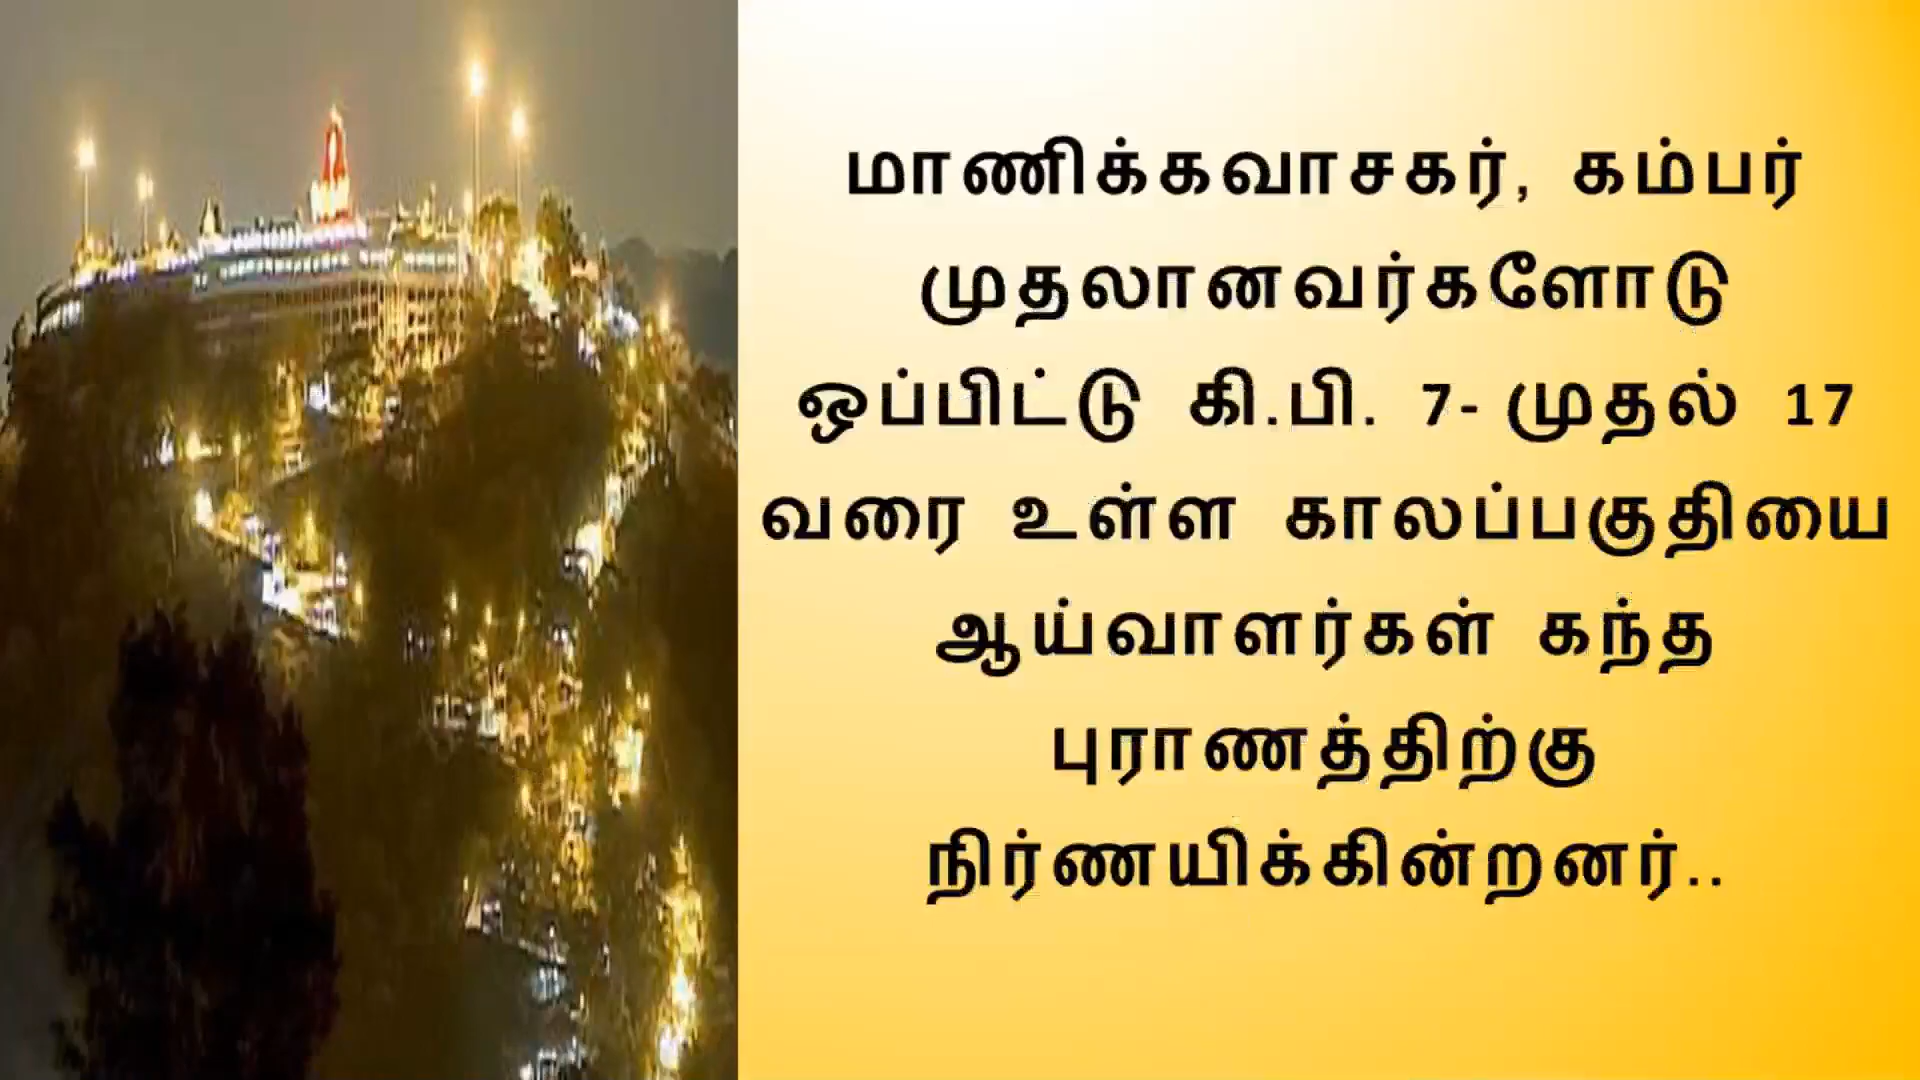 மாணிக்கவாசகர், கம்பர்
முதலானவர்களோடு
ஒப்பிட்டு கி.பி. 7- முதல் 17
வரை உள்ள காலப்பகுதியை
ஆய்வாளர்கள் கந்த
புராணத்திற்கு
நிர்ணயிக்கின்றனர்..